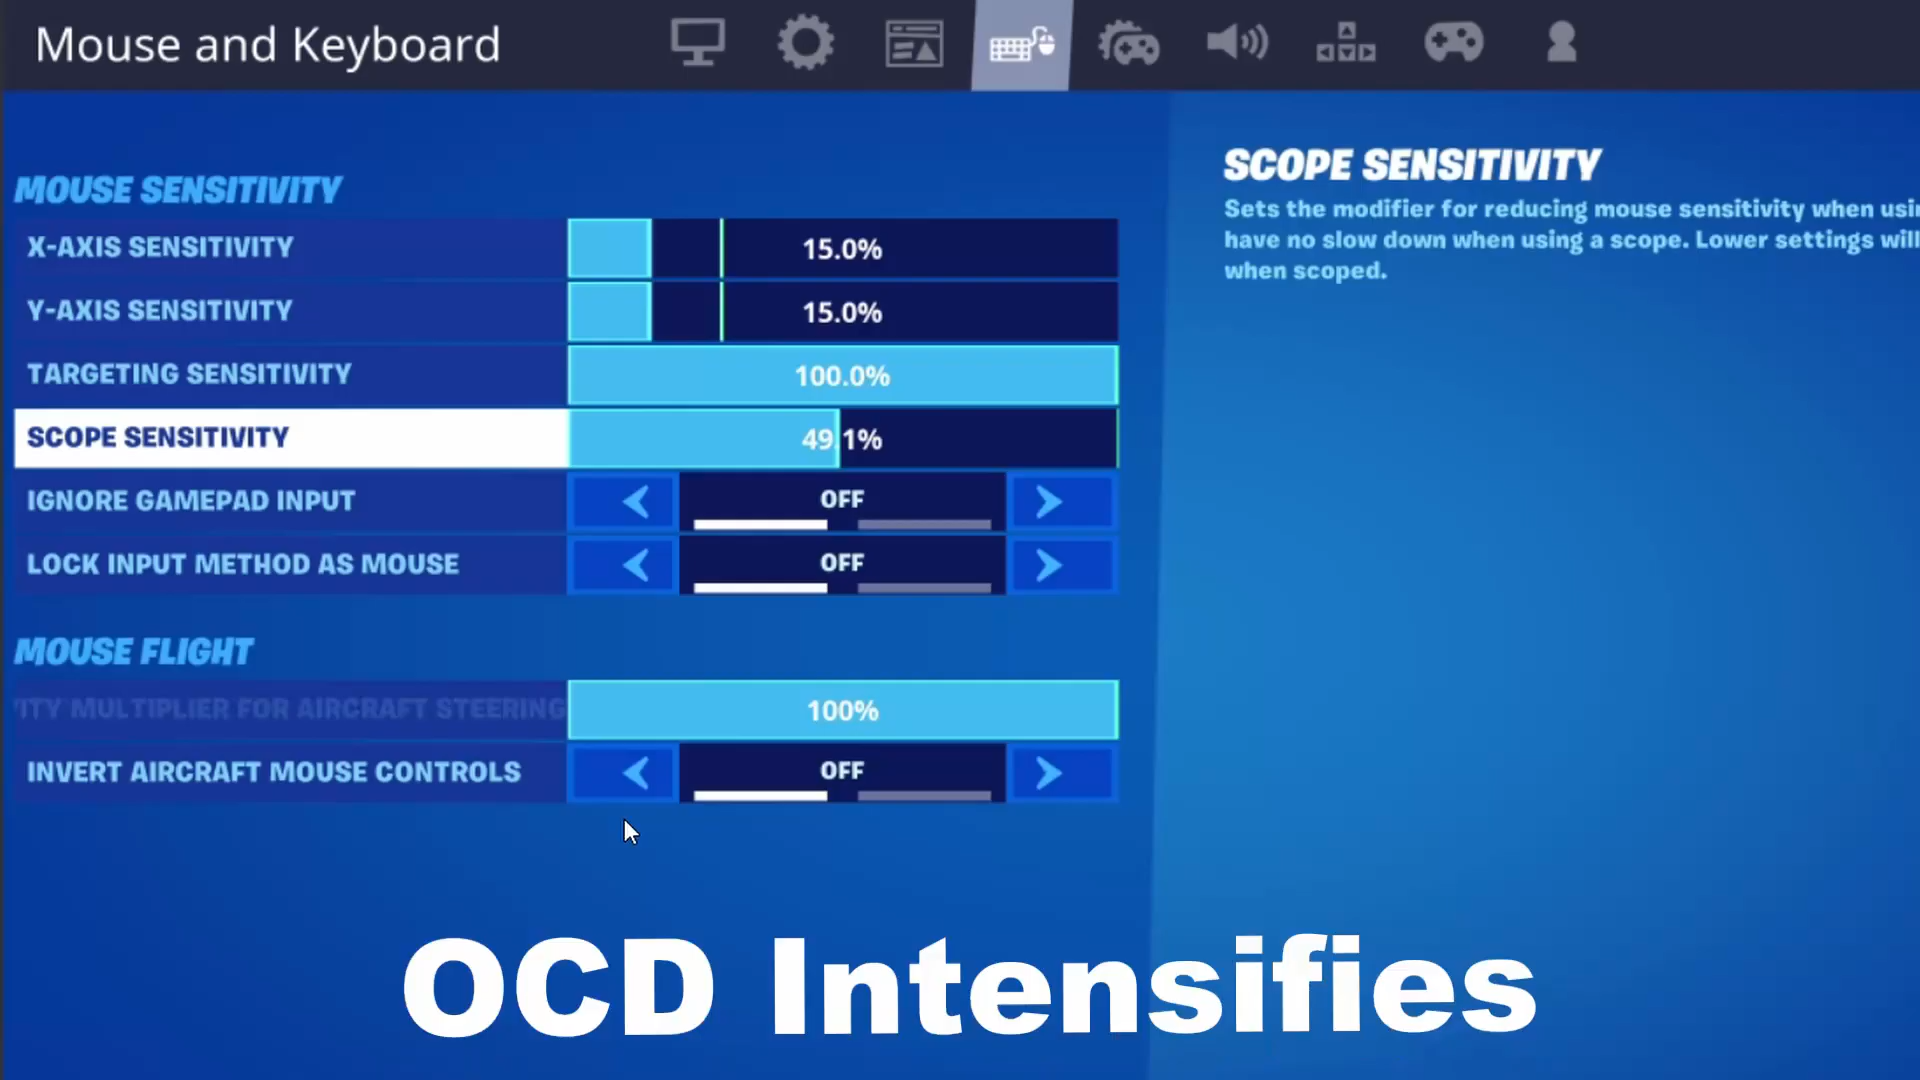 Mouse and Keyboard
MOUSE SENSITIVITY
X-AXIS SENSITIVITY 15.0%
Y-AXIS SENSITIVITY 15.0%
TARGETING SENSITIVITY 100.0%
SCOPE SENSITIVITY 49.1%
IGNORE GAMEPAD INPUT OFF
LOCK INPUT METHOD AS MOUSE OFF
MOUSE FLIGHT
ITY MULTIPLIER FOR AIRCRAFT STEERING 100%
INVERT AIRCRAFT MOUSE CONTROLS OFF
SCOPE SENSITIVITY
Sets the modifier for reducing mouse sensitivity when usin
have no slow down when using a scope. Lower settings will
when scoped.
OCD Intensifies